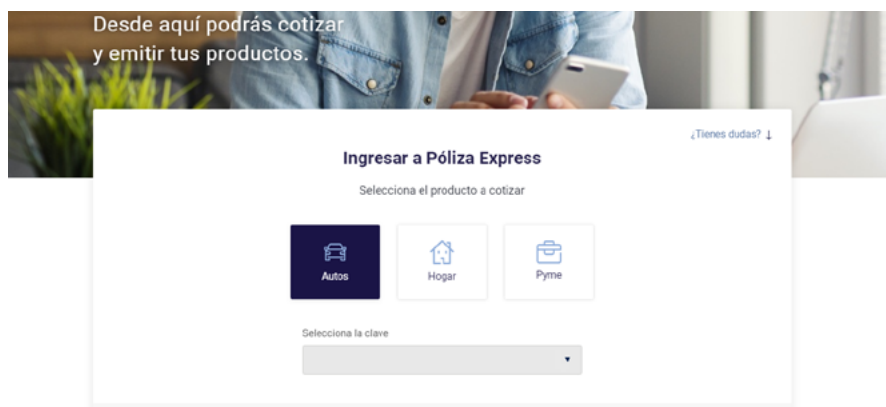 Desde aquí podrás cotizar
y emitir tus productos.
¿Tienes dudas? ↓
Ingresar a Póliza Express
Selecciona el producto a cotizar
Autos
Hogar
Pyme
Selecciona la clave